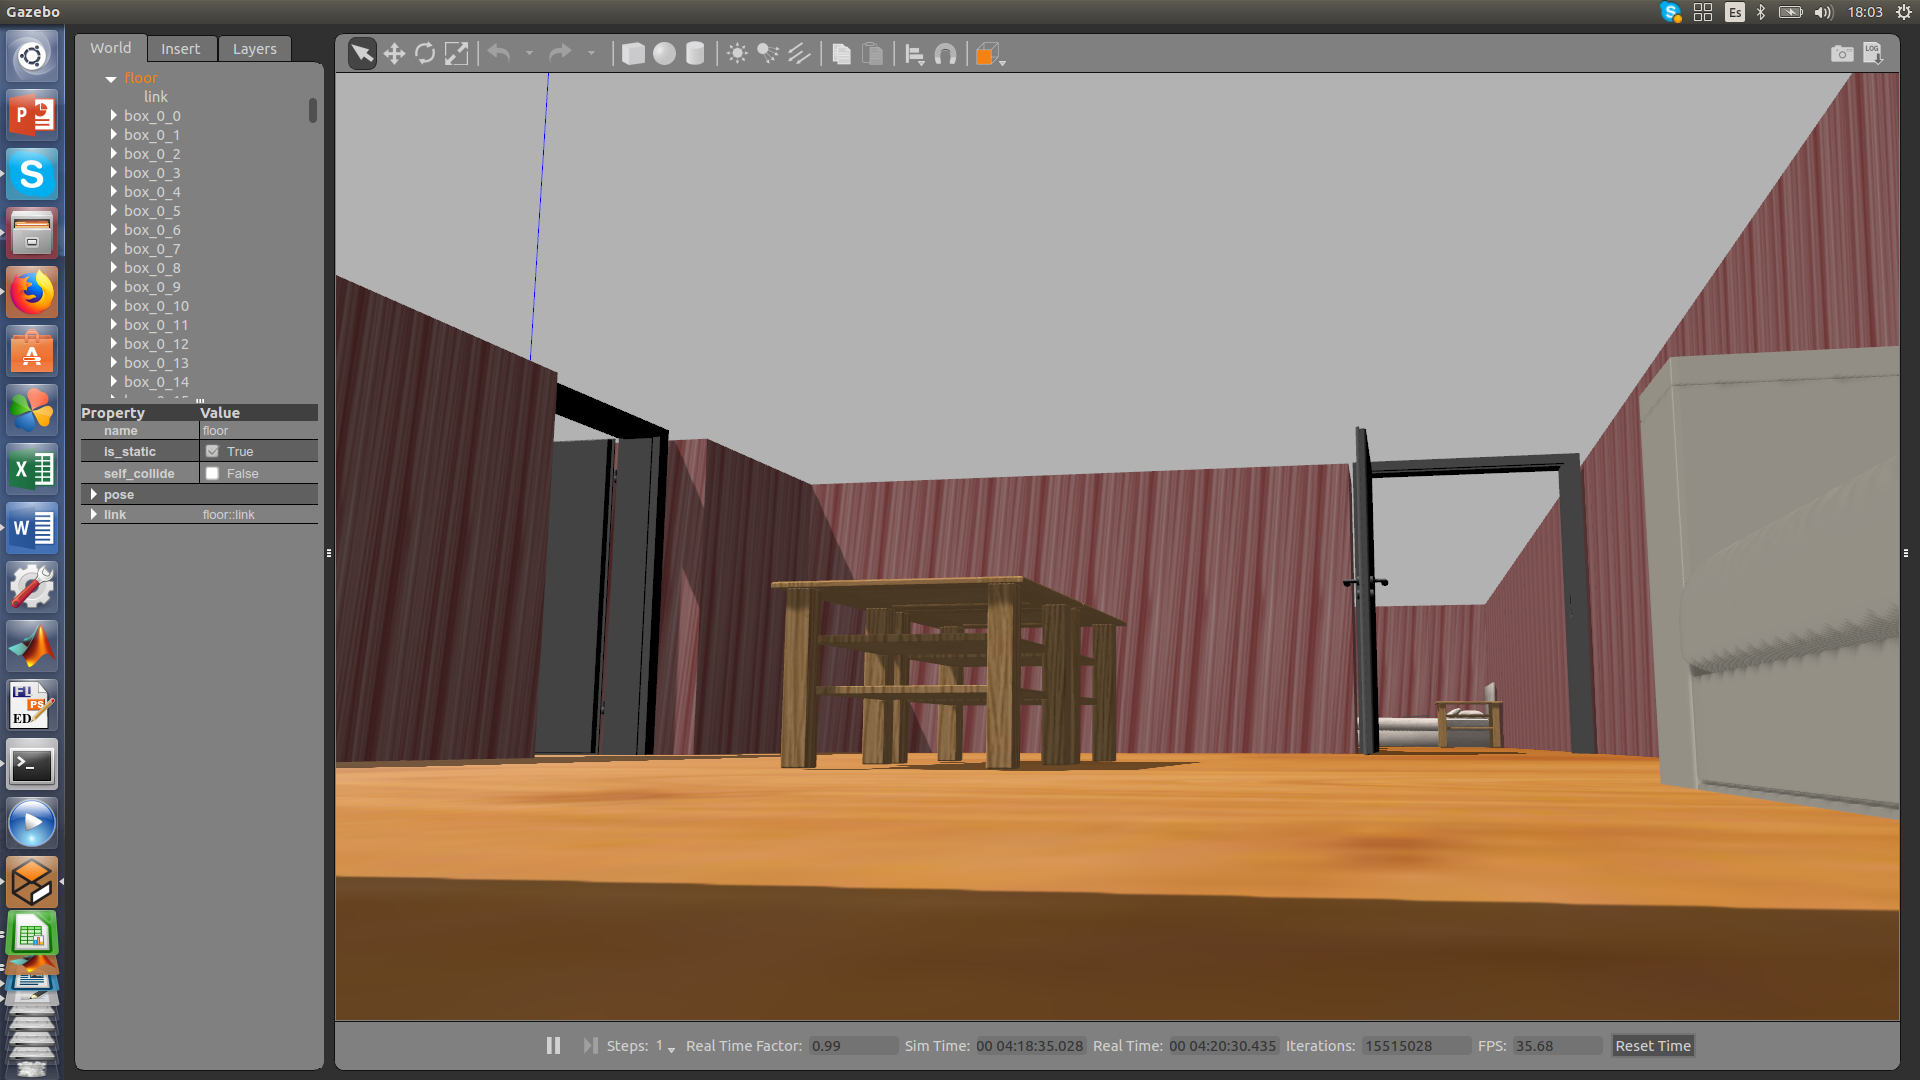 Gazebo
Es
18:03
World
Insert
Layers
LOG
floor
link
box_0_0
box_0_1
box_0_2
box_0_3
box_0_4
box_0_5
box_0_6
box_0_7
box_0_8
box_0_9
box_0_10
box_0_11
box_0_12
box_0_13
box_0_14
Property Value
name floor
is_static True
self_collide False
pose
link floor::link
Steps: 1 Real Time Factor: 0.99 Sim Time: 00 04:18:35.028 Real Time: 00 04:20:30.435 Iterations: 15515028 FPS: 35.68 Reset Time